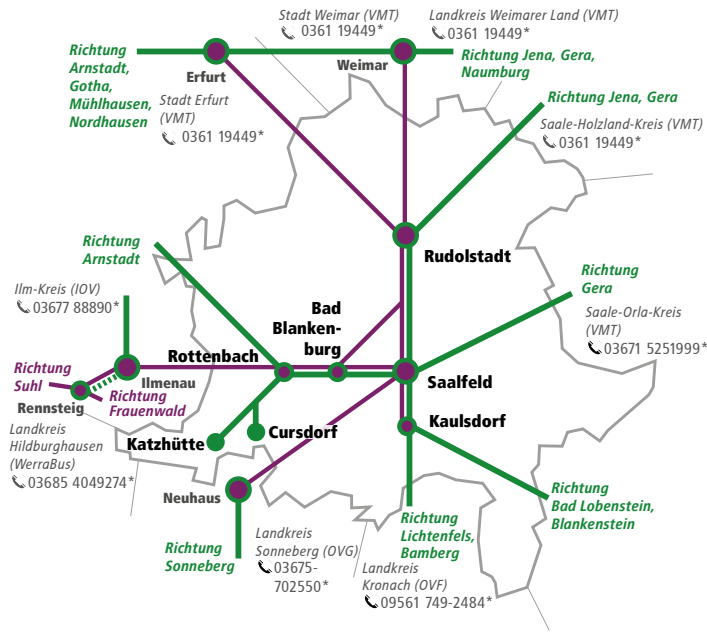 Stadt Weimar (VMT)
0361 19449*
Landkreis Weimarer Land (VMT)
0361 19449*
Richtung
Arnstadt,
Gotha,
Mühlhausen,
Nordhausen
Erfurt
Weimar
Richtung Jena, Gera,
Naumburg
Stadt Erfurt
(VMT)
0361 19449*
Richtung Jena, Gera
Saale-Holzland-Kreis (VMT)
0361 19449*
Richtung
Arnstadt
Rudolstadt
Richtung
Gera
Ilm-Kreis (IOV)
03677 88890*
Bad
Blanken-
burg
Saale-Orla-Kreis
(VMT)
03671 5251999*
Rottenbach
Richtung
Suhl
Ilmenau
Saalfeld
Rennsteig
Richtung
Frauenwald
Kaulsdorf
Landkreis
Hildburghausen
(WerraBus)
03685 4049274*
Katzhütte
Cursdorf
Neuhaus
Richtung
Bad Lobenstein,
Blankenstein
Richtung
Sonneberg
Landkreis
Sonneberg (OVG)
03675-
702550*
Richtung
Lichtenfels,
Bamberg
Landkreis
Kronach (OVF)
09561 749-2484*